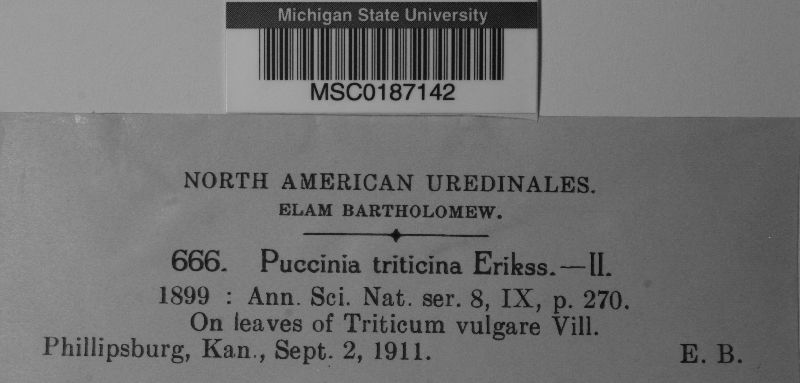 Michigan State University
MSC0187142
NORTH AMERICAN UREDINALES.
ELAM BARTHOLOMEW.
666. Puccinia triticina Erikss.—II.
1899 : Ann. Sci. Nat. ser. 8, IX, p. 270.
On leaves of Triticum vulgare Vill.
Phillipsburg, Kan., Sept. 2, 1911. E. B.